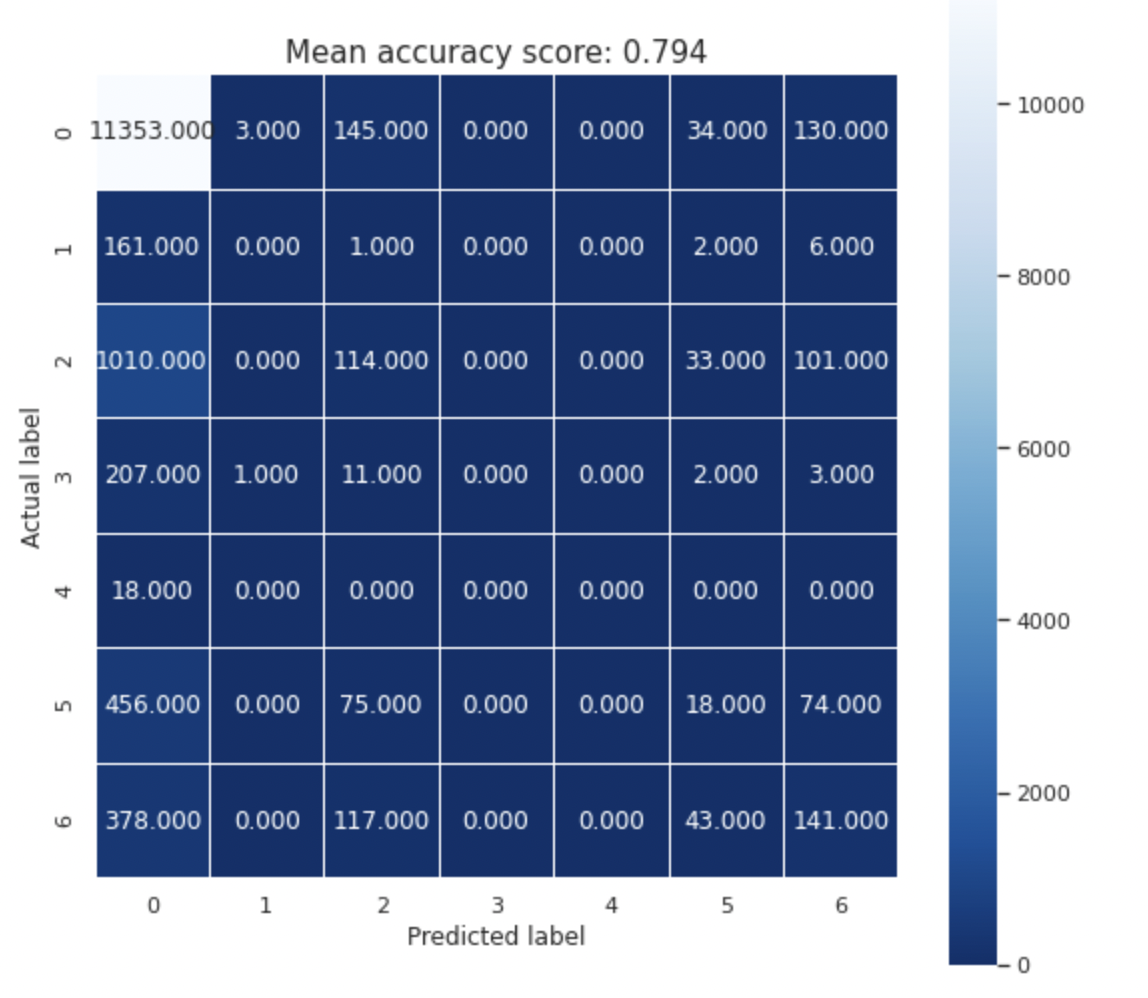 Mean accuracy score: 0.794
0 11353.000 3.000 145.000 0.000 0.000 34.000 130.000
1 161.000 0.000 1.000 0.000 0.000 2.000 6.000
2 1010.000 0.000 114.000 0.000 0.000 33.000 101.000
3 207.000 1.000 11.000 0.000 0.000 2.000 3.000
4 18.000 0.000 0.000 0.000 0.000 0.000 0.000
5 456.000 0.000 75.000 0.000 0.000 18.000 74.000
6 378.000 0.000 117.000 0.000 0.000 43.000 141.000
Actual label
0 1 2 3 4 5 6
Predicted label
10000
8000
6000
4000
2000
0